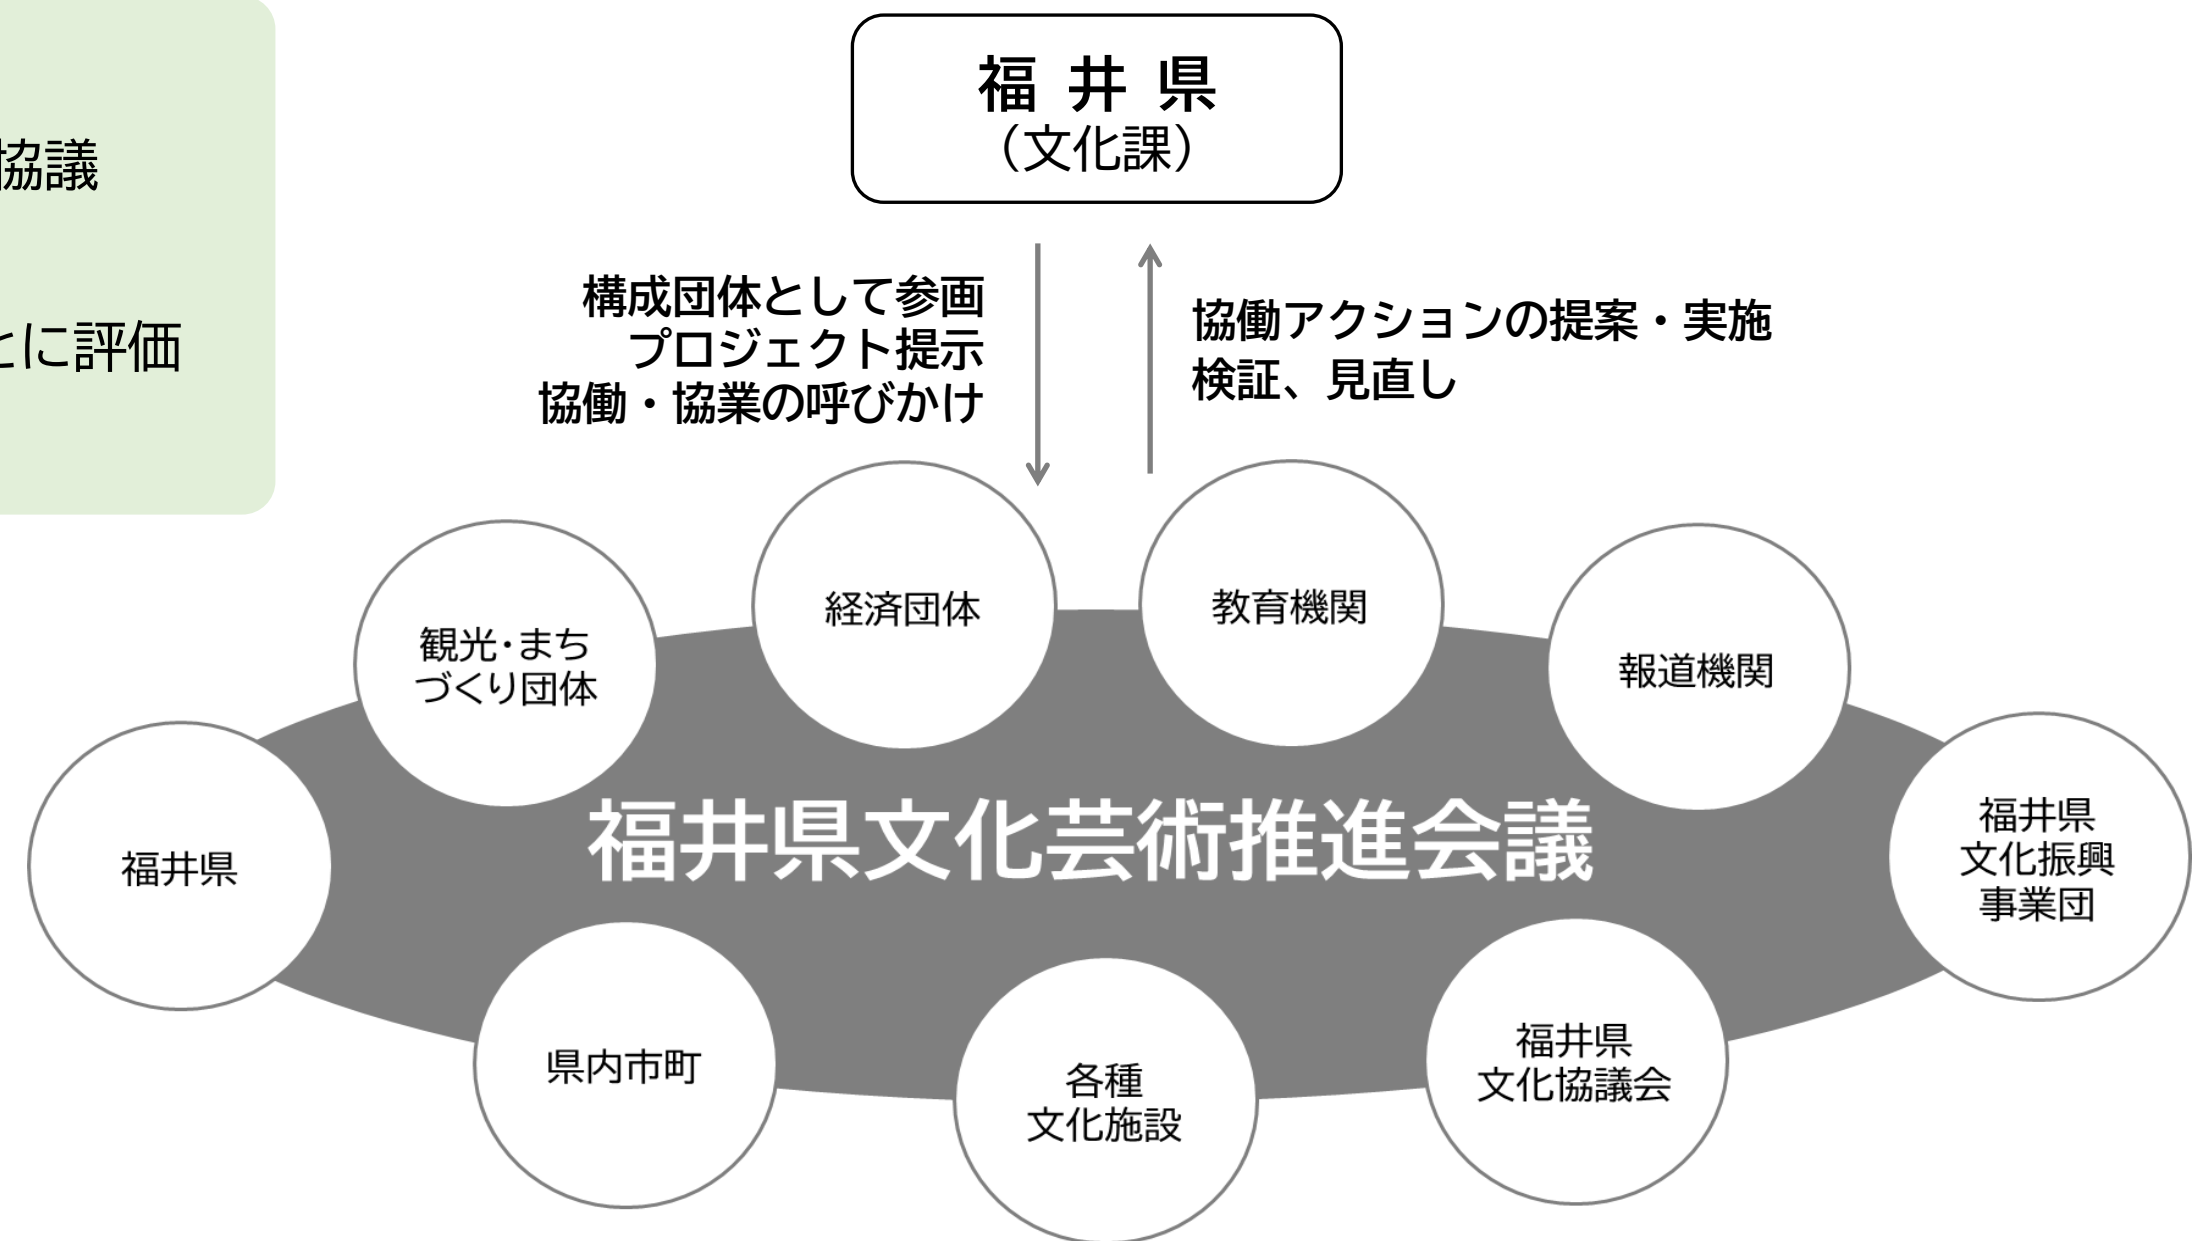 協議
とに評価
福井県
（文化課）
構成団体として参画
プロジェクト提示
協働・協業の呼びかけ
協働アクションの提案・実施
検証、見直し
経済団体
教育機関
観光・まち
づくり団体
報道機関
福井県
福井県文化芸術推進会議
福井県
文化振興
事業団
県内市町
各種
文化施設
福井県
文化協議会